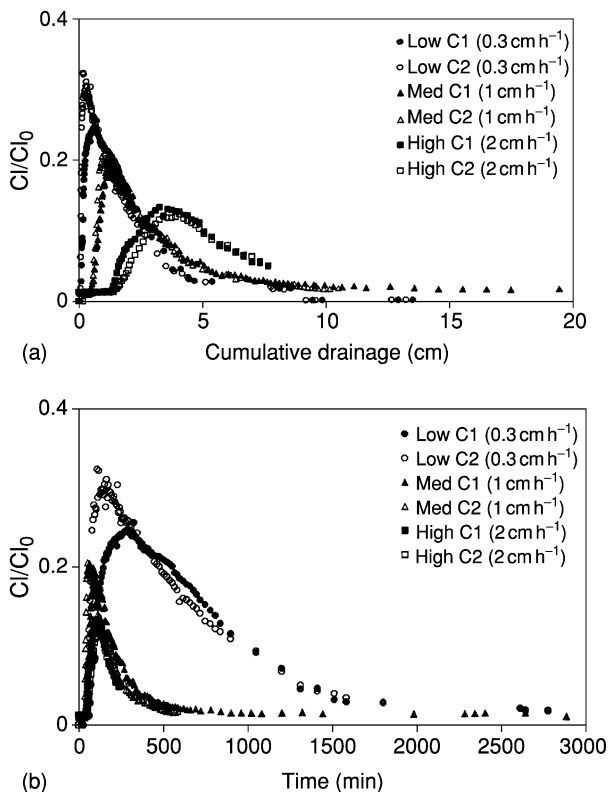 0.4
Low C1 (0.3 cm h⁻¹)
Low C2 (0.3 cm h⁻¹)
Med C1 (1 cm h⁻¹)
Med C2 (1 cm h⁻¹)
High C1 (2 cm h⁻¹)
High C2 (2 cm h⁻¹)
Cl/Cl₀
0.2
0
0 5 10 15 20
(a) Cumulative drainage (cm)
0.4
Low C1 (0.3 cm h⁻¹)
Low C2 (0.3 cm h⁻¹)
Med C1 (1 cm h⁻¹)
Med C2 (1 cm h⁻¹)
High C1 (2 cm h⁻¹)
High C2 (2 cm h⁻¹)
Cl/Cl₀
0.2
0
0 500 1000 1500 2000 2500 3000
(b) Time (min)